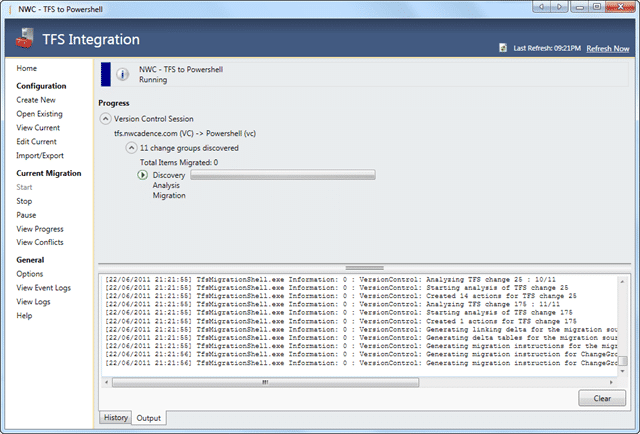 NWC - TFS to Powershell
TFS Integration
Last Refresh: 09:21PM Refresh Now
Home
Configuration
Create New
Open Existing
View Current
Edit Current
Import/Export
Current Migration
Start
Stop
Pause
View Progress
View Conflicts
General
Options
View Event Logs
View Logs
Help
NWC - TFS to Powershell
Running
Progress
Version Control Session
tfs.nwcadence.com (VC) -> Powershell (vc)
11 change groups discovered
Total Items Migrated: 0
Discovery
Analysis
Migration
[22/06/2011 21:21:55] TfsMigrationShell.exe Information: 0 : VersionControl: Analyzing TFS change 25 : 10/11
[22/06/2011 21:21:55] TfsMigrationShell.exe Information: 0 : VersionControl: Starting analysis of TFS change 25
[22/06/2011 21:21:55] TfsMigrationShell.exe Information: 0 : VersionControl: Created 14 actions for TFS change 25
[22/06/2011 21:21:55] TfsMigrationShell.exe Information: 0 : VersionControl: Analyzing TFS change 175 : 11/11
[22/06/2011 21:21:55] TfsMigrationShell.exe Information: 0 : VersionControl: Starting analysis of TFS change 175
[22/06/2011 21:21:55] TfsMigrationShell.exe Information: 0 : VersionControl: Created 1 actions for TFS change 175
[22/06/2011 21:21:55] TfsMigrationShell.exe Information: 0 : VersionControl: Generating linking delta for the migration sou
[22/06/2011 21:21:55] TfsMigrationShell.exe Information: 0 : VersionControl: Generating delta tables for the migration sour
[22/06/2011 21:21:55] TfsMigrationShell.exe Information: 0 : VersionControl: Generating migration instructions for the migr
[22/06/2011 21:21:56] TfsMigrationShell.exe Information: 0 : VersionControl: Generating migration instruction for ChangeGro
[22/06/2011 21:21:56] TfsMigrationShell.exe Information: 0 : VersionControl: Generating migration instruction for ChangeGro
Clear
History Output